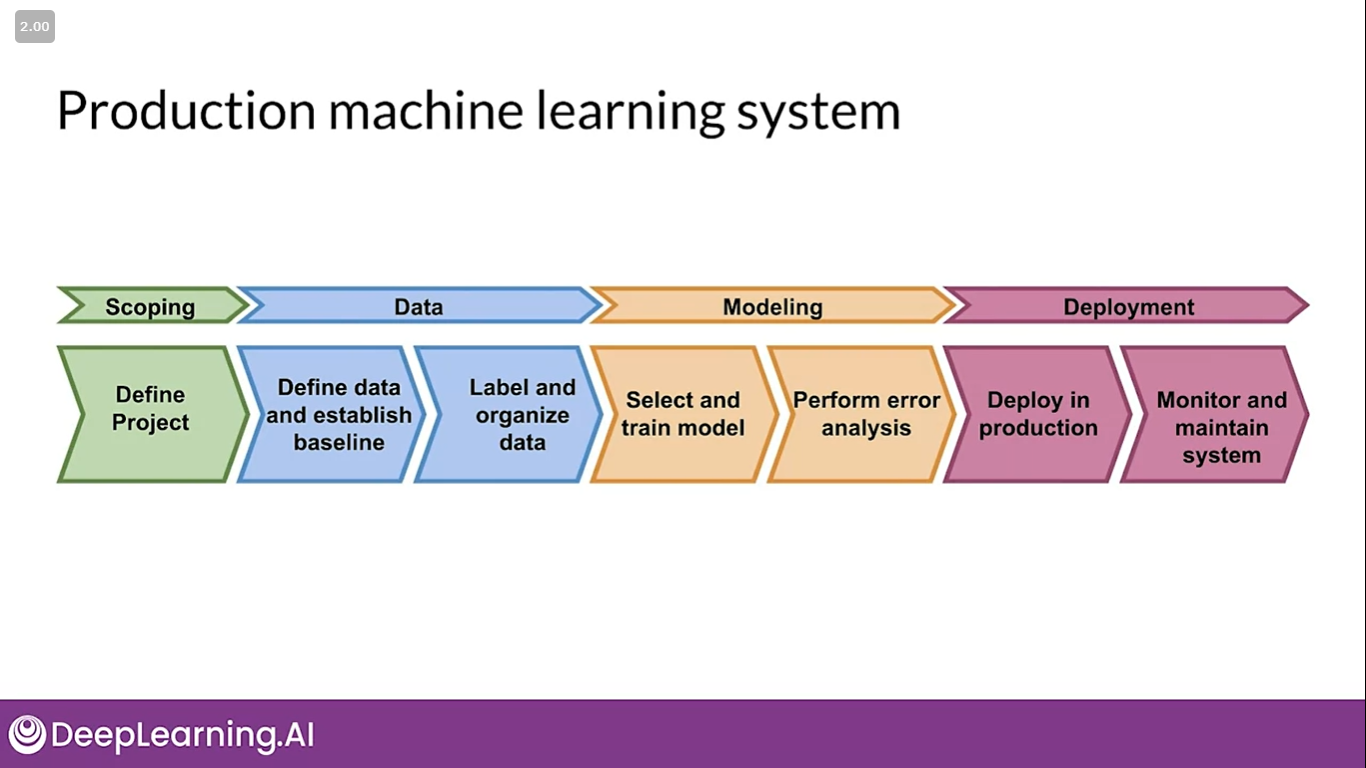 2.00
Production machine learning system
Scoping
Data
Modeling
Deployment
Define
Project
Define data
and establish
baseline
Label and
organize
data
Select and
train model
Perform error
analysis
Deploy in
production
Monitor and
maintain
system
DeepLearning.AI